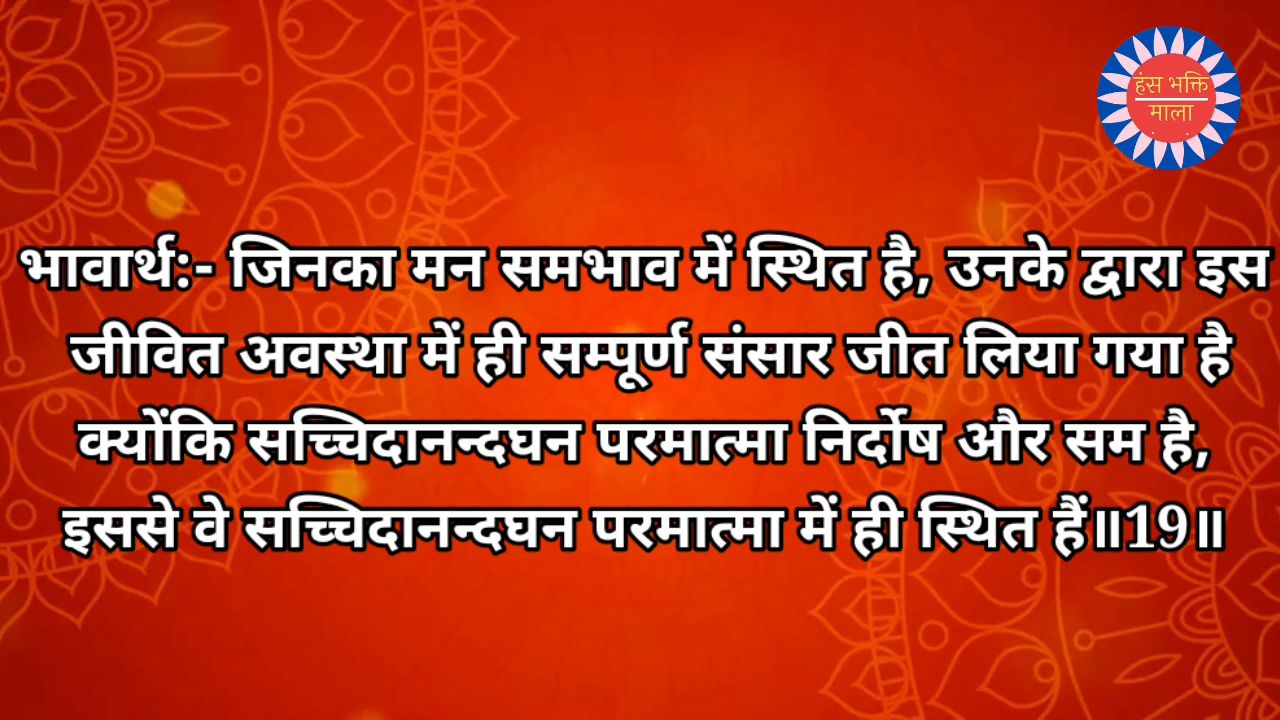 हंस भक्ति
माला
भावार्थ:- जिनका मन समभाव में स्थित है, उनके द्वारा इस
जीवित अवस्था में ही सम्पूर्ण संसार जीत लिया गया है
क्योंकि सच्चिदानन्दघन परमात्मा निर्दोष और सम है,
इससे वे सच्चिदानन्दघन परमात्मा में ही स्थित हैं॥19॥